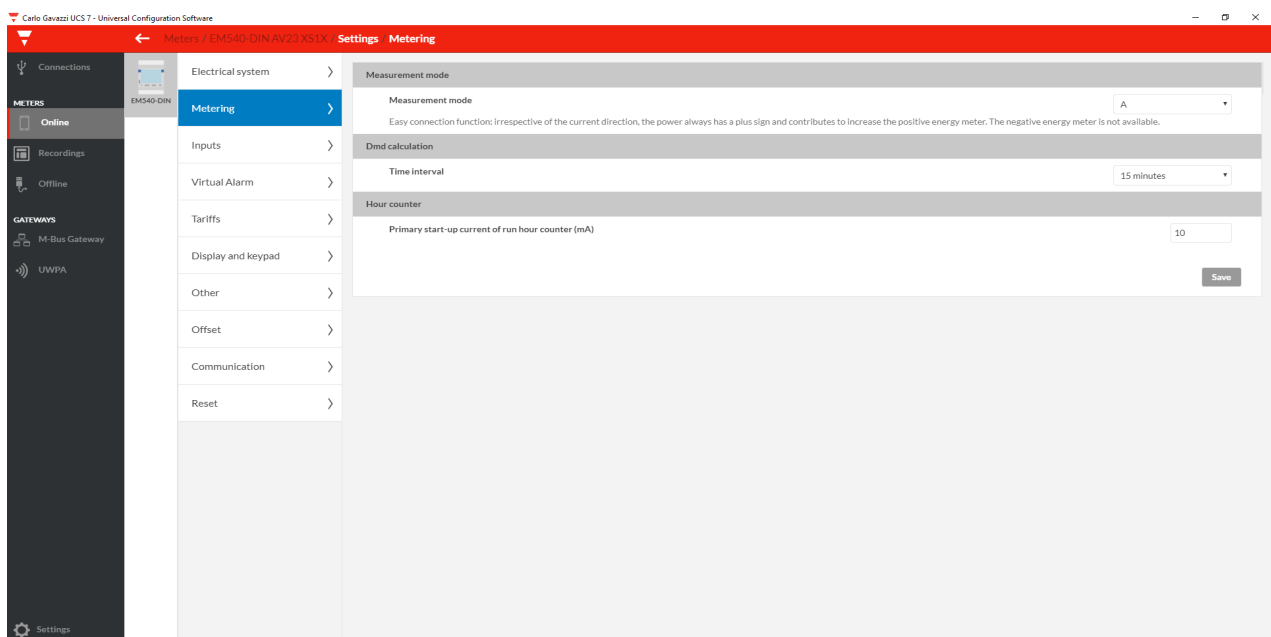 Carlo Gavazzi UCS 7 - Universal Configuration Software
Meters / EM540-DIN AV23 XS1X / Settings / Metering
Connections
METERS
Online
Recordings
Offline
GATEWAYS
M-Bus Gateway
UWPA
Settings
EM540-DIN
Electrical system
Metering
Inputs
Virtual Alarm
Tariffs
Display and keypad
Other
Offset
Communication
Reset
Measurement mode
Measurement mode
A
Easy connection function: irrespective of the current direction, the power always has a plus sign and contributes to increase the positive energy meter. The negative energy meter is not available.
Dmd calculation
Time interval
15 minutes
Hour counter
Primary start-up current of run hour counter (mA)
10
Save